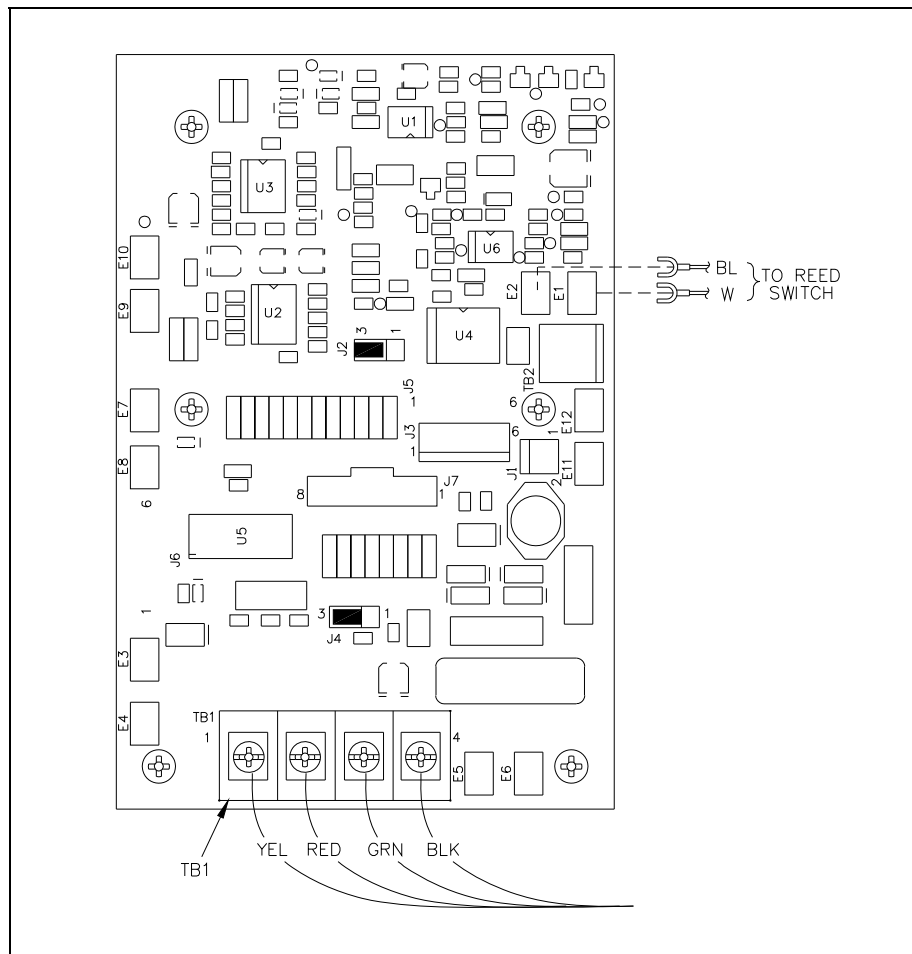 U1
U3
U6
E10
BL
E2
E1
TO REED
SWITCH
W
E9
U2
3
1
J2
U4
TB2
J5
1
6
E7
J3
6
1
1
E12
E8
J1
2
E11
6
8
J7
1
U5
J6
1
3
1
J4
E3
E4
TB1
1
4
E5
E6
YEL RED GRN BLK
TB1